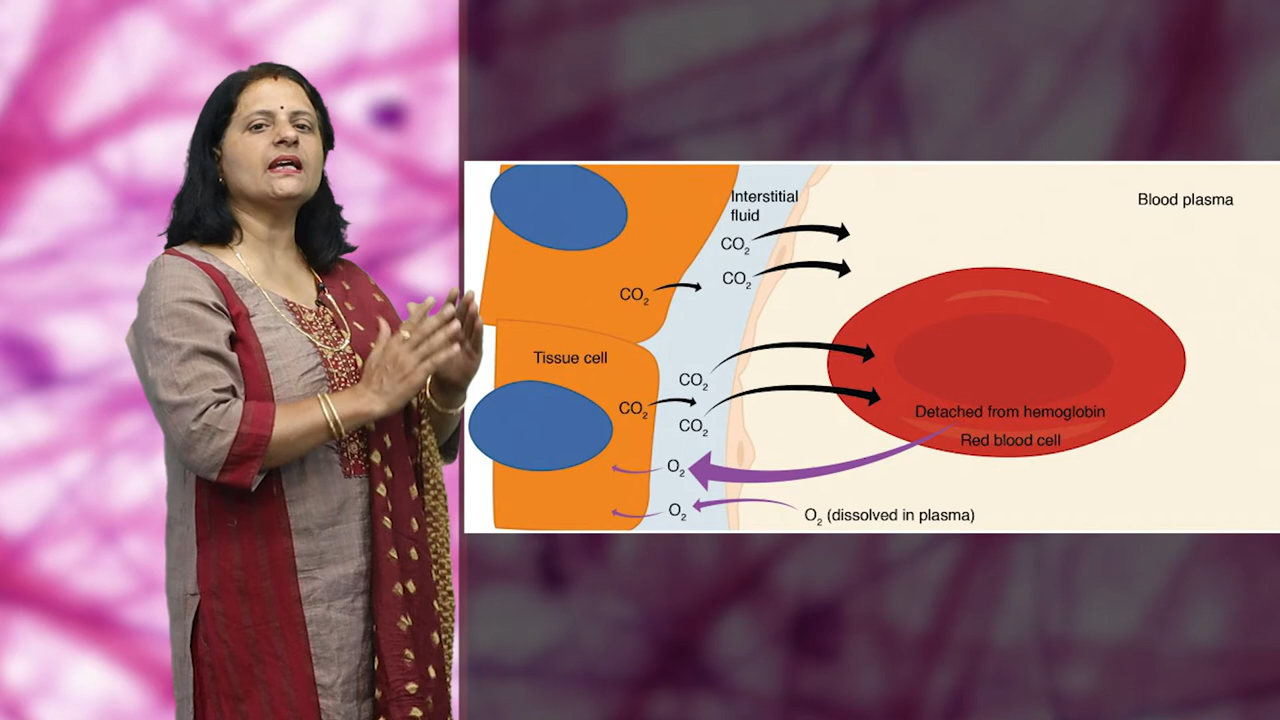 Interstitial
fluid
Blood plasma
CO₂
CO₂
CO₂
Tissue cell
CO₂
CO₂
CO₂
Detached from hemoglobin
Red blood cell
O₂
O₂
O₂ (dissolved in plasma)